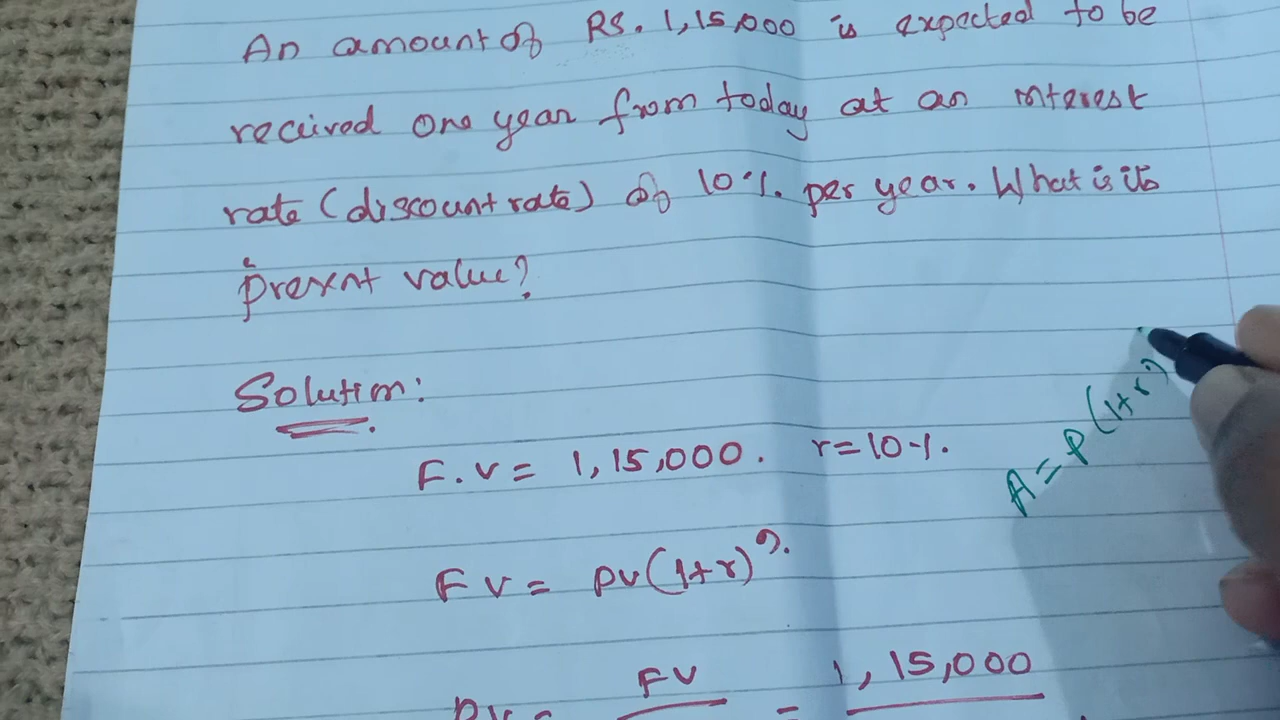 An amount of RS. 1,15,000 is expected to be
received one year from today at an interest
rate (discount rate) of 10%. per year. What is its
present value?
Solution:
F.V = 1,15,000. r=10%.
A = P(1+r)
FV = PV(1+r)^n.
PV = FV = 1,15,000